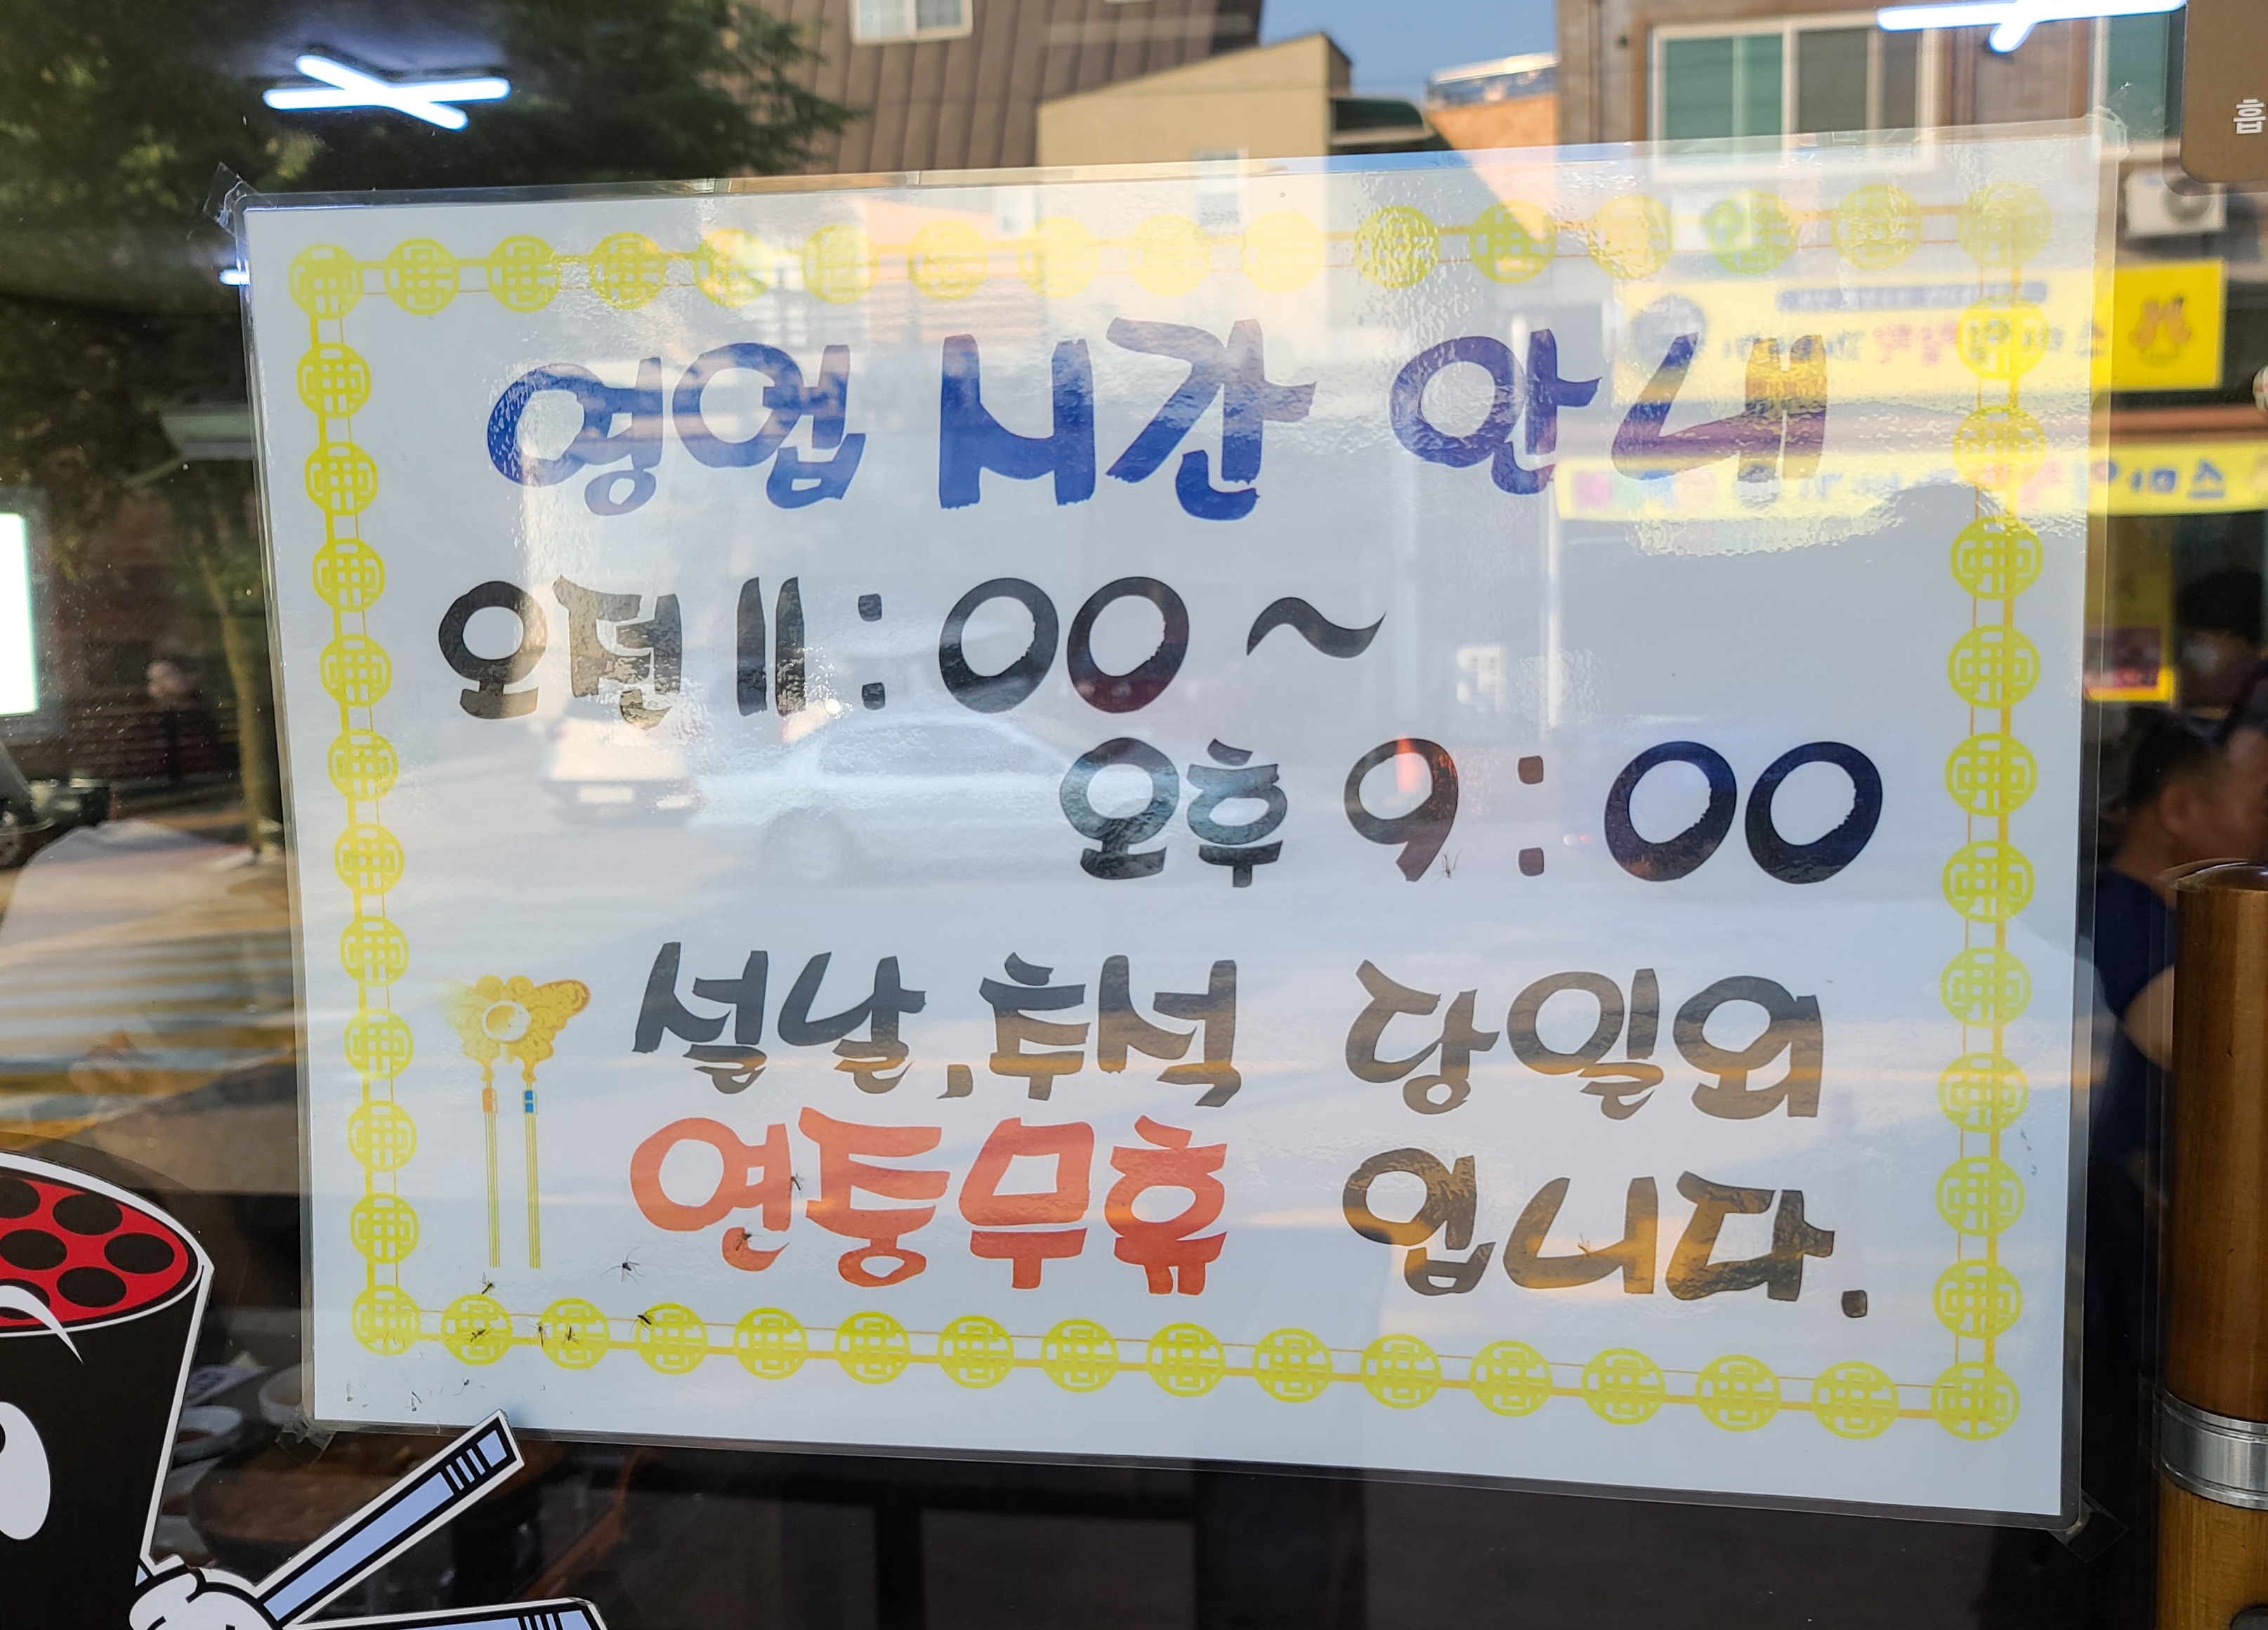 영업 시간 안내
오전 11:00 ~
오후 9:00
설날,추석 당일외
연중무휴 입니다.